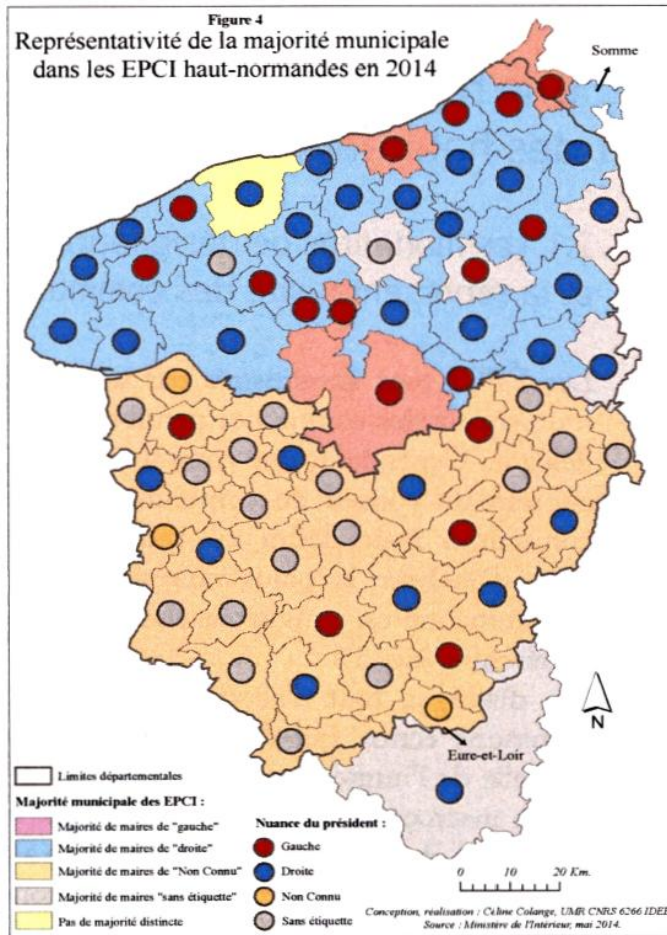 Figure 4
Représentativité de la majorité municipale
dans les EPCI haut-normandes en 2014
Somme
N
Eure-et-Loir
Limites départementales
Majorité municipale des EPCI :
Majorité de maires de "gauche"
Majorité de maires de "droite"
Majorité de maires de "Non Connu"
Majorité de maires "sans étiquette"
Pas de majorité distincte
Nuance du président :
Gauche
Droite
Non Connu
Sans étiquette
0 10 20 Km.
Conception, réalisation : Céline Colange, UMR CNRS 6266 IDEE
Source : Ministère de l'Intérieur, mai 2014.